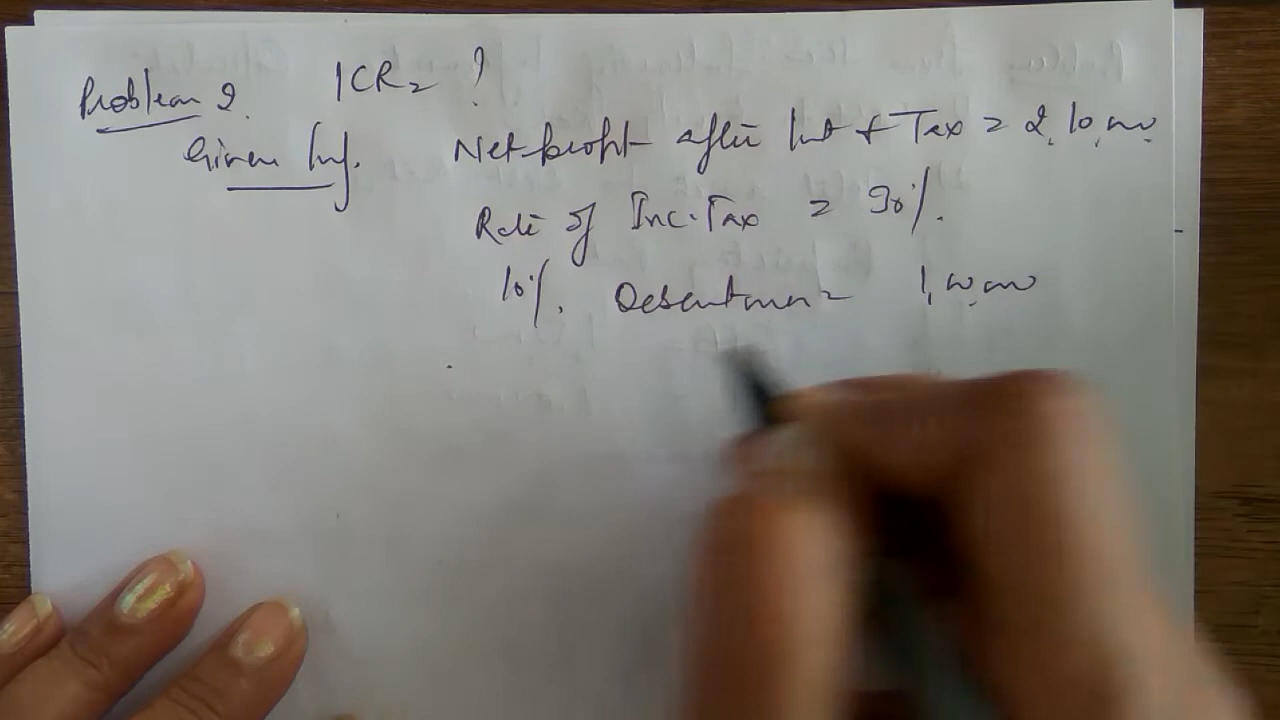 Problem 2. ICR = ?
Given Inf. Net profit after Int + Tax = 2,10,000
Rate of Inc. Tax = 30%.
10%. Debentures = 1,00,000